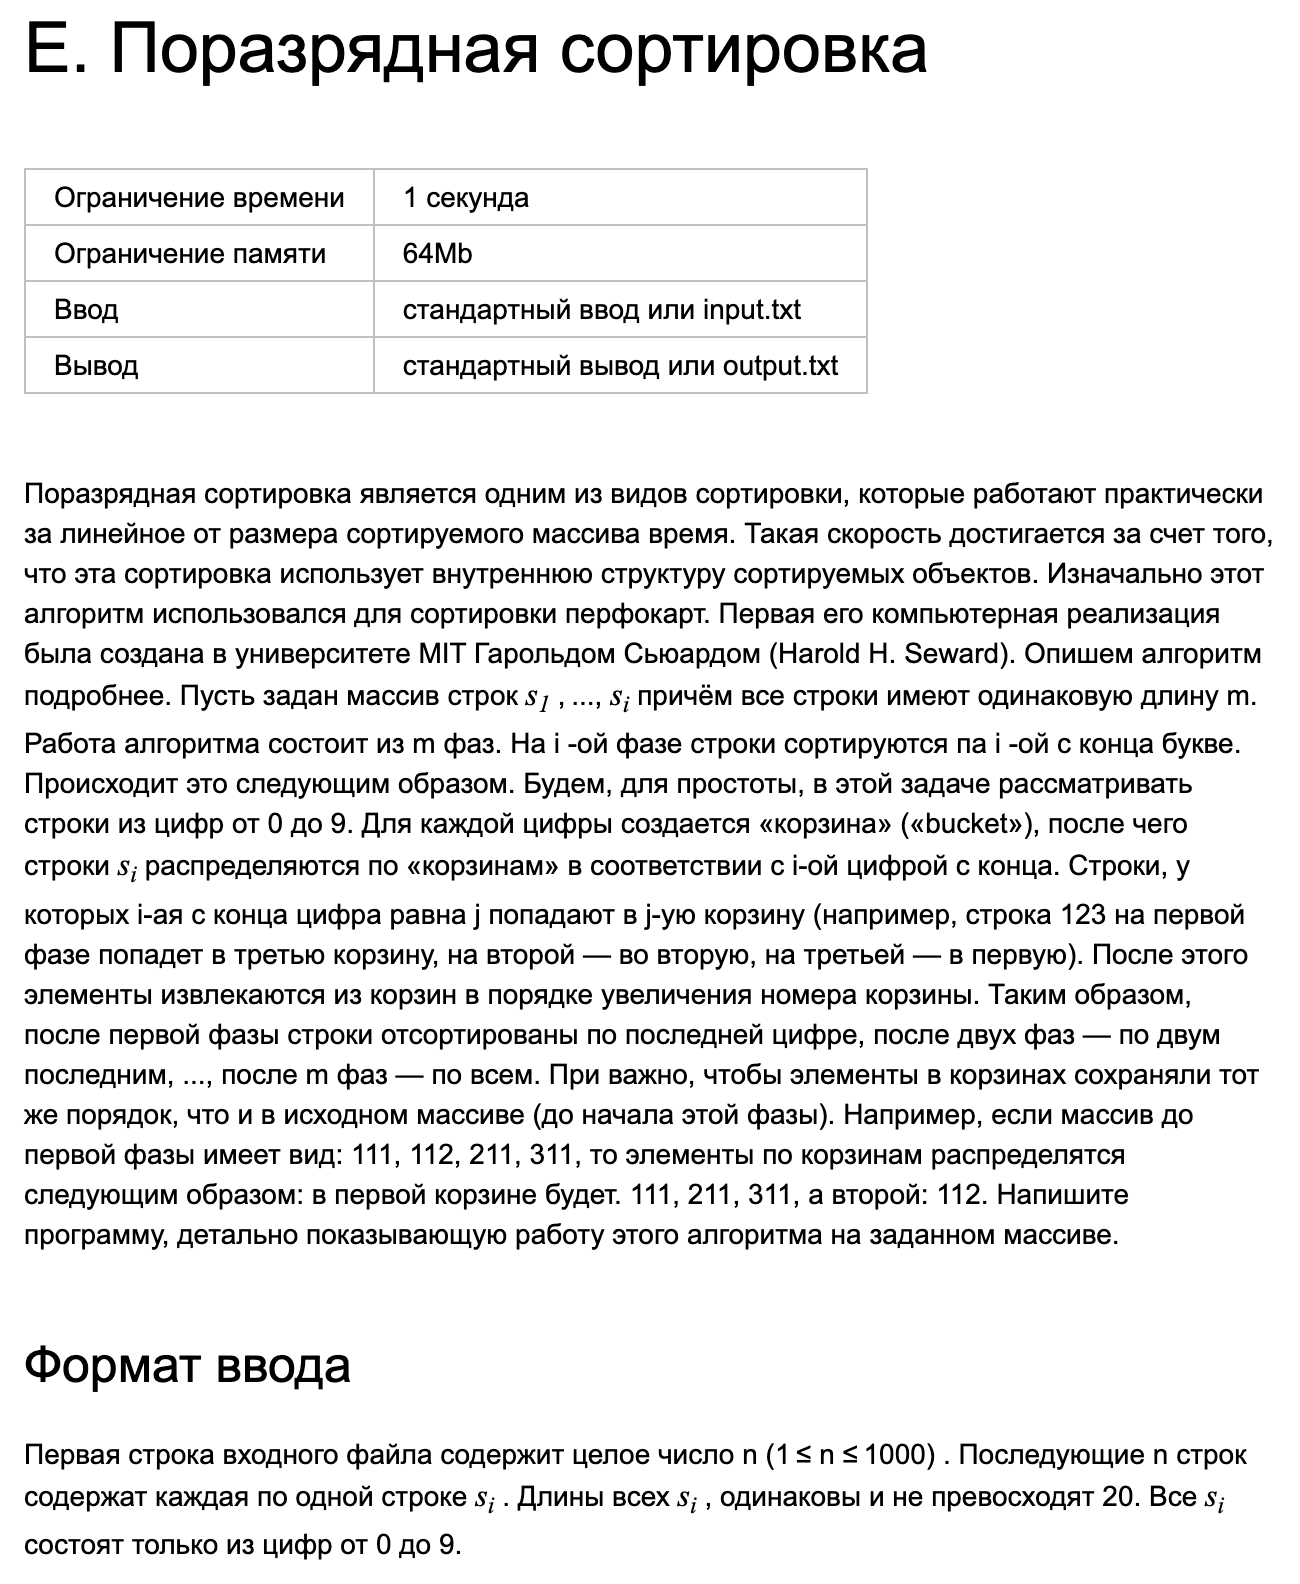 Е. Поразрядная сортировка
Ограничение времени 1 секунда
Ограничение памяти 64Mb
Ввод стандартный ввод или input.txt
Вывод стандартный вывод или output.txt
Поразрядная сортировка является одним из видов сортировки, которые работают практически
за линейное от размера сортируемого массива время. Такая скорость достигается за счет того,
что эта сортировка использует внутреннюю структуру сортируемых объектов. Изначально этот
алгоритм использовался для сортировки перфокарт. Первая его компьютерная реализация
была создана в университете MIT Гарольдом Сьюардом (Harold H. Seward). Опишем алгоритм
подробнее. Пусть задан массив строк s₁ , ..., sᵢ причём все строки имеют одинаковую длину m.
Работа алгоритма состоит из m фаз. На i -ой фазе строки сортируются па i -ой с конца букве.
Происходит это следующим образом. Будем, для простоты, в этой задаче рассматривать
строки из цифр от 0 до 9. Для каждой цифры создается «корзина» («bucket»), после чего
строки sᵢ распределяются по «корзинам» в соответствии с i-ой цифрой с конца. Строки, у
которых i-ая с конца цифра равна j попадают в j-ую корзину (например, строка 123 на первой
фазе попадет в третью корзину, на второй — во вторую, на третьей — в первую). После этого
элементы извлекаются из корзин в порядке увеличения номера корзины. Таким образом,
после первой фазы строки отсортированы по последней цифре, после двух фаз — по двум
последним, ..., после m фаз — по всем. При важно, чтобы элементы в корзинах сохраняли тот
же порядок, что и в исходном массиве (до начала этой фазы). Например, если массив до
первой фазы имеет вид: 111, 112, 211, 311, то элементы по корзинам распределятся
следующим образом: в первой корзине будет. 111, 211, 311, а второй: 112. Напишите
программу, детально показывающую работу этого алгоритма на заданном массиве.
Формат ввода
Первая строка входного файла содержит целое число n (1 ≤ n ≤ 1000) . Последующие n строк
содержат каждая по одной строке sᵢ . Длины всех sᵢ , одинаковы и не превосходят 20. Все sᵢ
состоят только из цифр от 0 до 9.